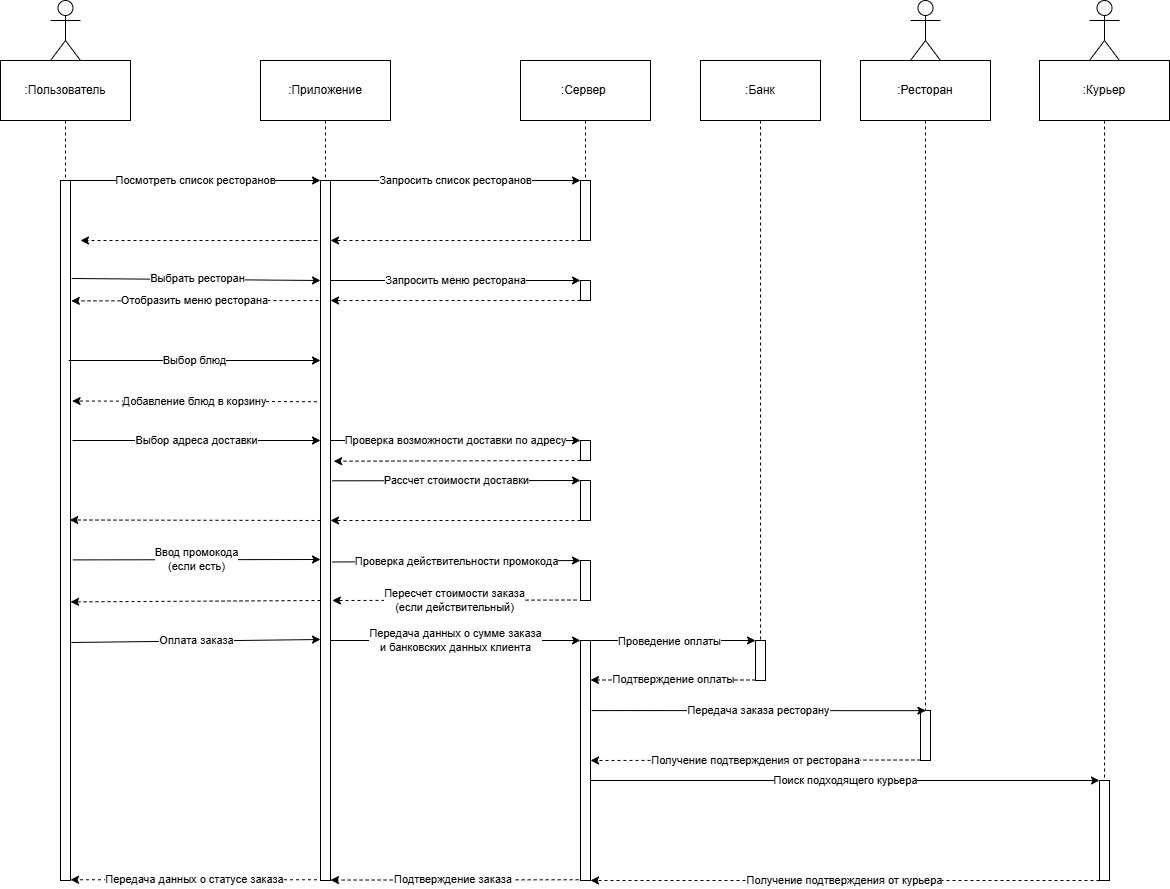 :Пользователь
:Приложение
:Сервер
:Банк
:Ресторан
:Курьер
Посмотреть список ресторанов
Запросить список ресторанов
Выбрать ресторан
Запросить меню ресторана
Отобразить меню ресторана
Выбор блюд
Добавление блюд в корзину
Выбор адреса доставки
Проверка возможности доставки по адресу
Рассчет стоимости доставки
Ввод промокода
(если есть)
Проверка действительности промокода
Пересчет стоимости заказа
(если действительный)
Оплата заказа
Передача данных о сумме заказа
и банковских данных клиента
Проведение оплаты
Подтверждение оплаты
Передача заказа ресторану
Получение подтверждения от ресторана
Поиск подходящего курьера
Передача данных о статусе заказа
Подтверждение заказа
Получение подтверждения от курьера